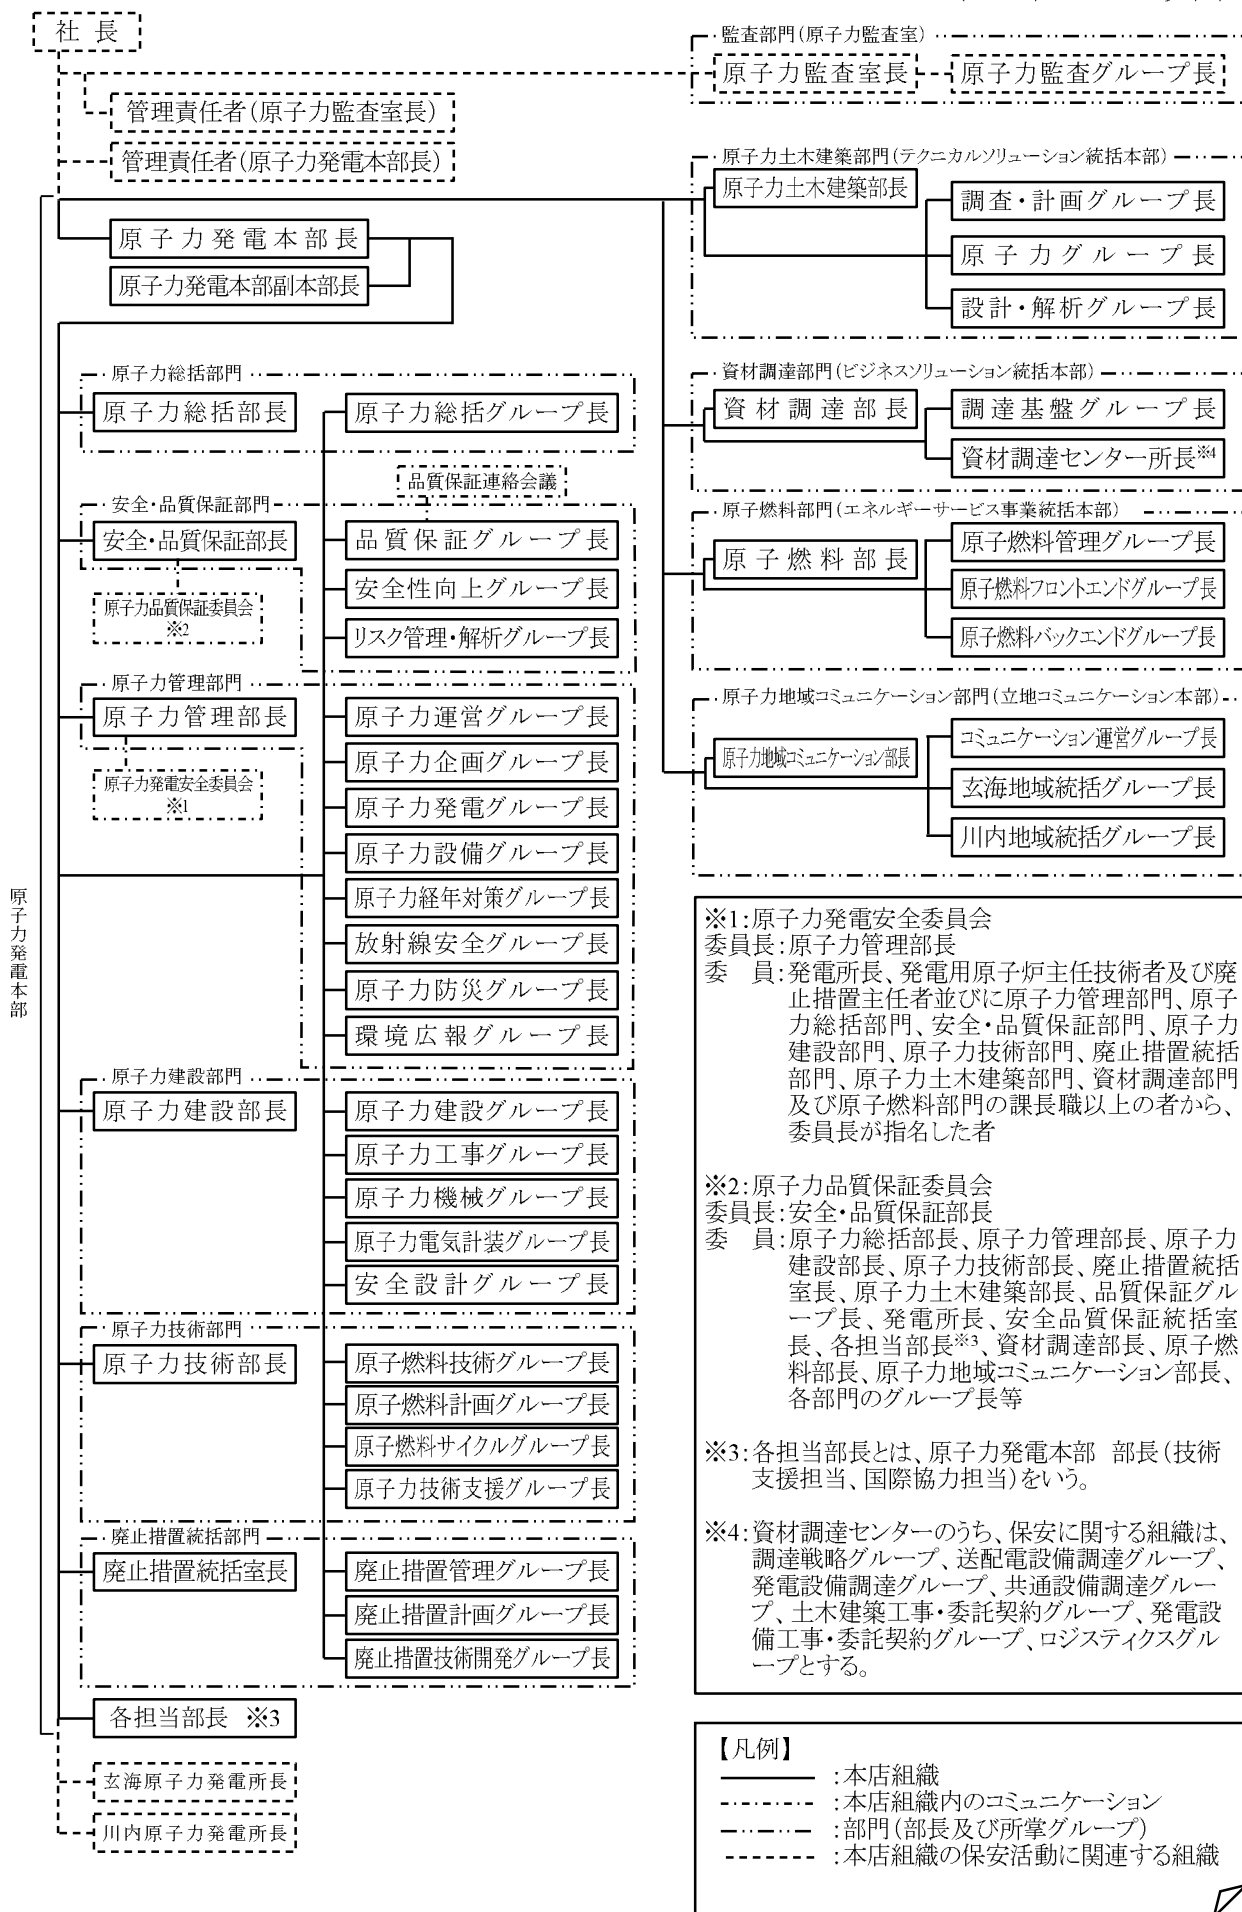 社長
管理責任者(原子力監査室長)
管理責任者(原子力発電本部長)
監査部門(原子力監査室)
原子力監査室長
原子力監査グループ長
原子力発電本部
原子力発電本部長
原子力発電本部副本部長
原子力総括部門
原子力総括部長
原子力総括グループ長
品質保証連絡会議
安全・品質保証部門
安全・品質保証部長
原子力品質保証委員会
※2
品質保証グループ長
安全性向上グループ長
リスク管理・解析グループ長
原子力管理部門
原子力管理部長
原子力発電安全委員会
※1
原子力運営グループ長
原子力企画グループ長
原子力発電グループ長
原子力設備グループ長
原子力経年対策グループ長
放射線安全グループ長
原子力防災グループ長
環境広報グループ長
原子力建設部門
原子力建設部長
原子力建設グループ長
原子力工事グループ長
原子力機械グループ長
原子力電気計装グループ長
安全設計グループ長
原子力技術部門
原子力技術部長
原子燃料技術グループ長
原子燃料計画グループ長
原子燃料サイクルグループ長
原子力技術支援グループ長
廃止措置統括部門
廃止措置統括室長
廃止措置管理グループ長
廃止措置計画グループ長
廃止措置技術開発グループ長
各担当部長 ※3
玄海原子力発電所長
川内原子力発電所長
原子力土木建築部門(テクニカルソリューション統括本部)
原子力土木建築部長
調査・計画グループ長
原子力グループ長
設計・解析グループ長
資材調達部門(ビジネスソリューション統括本部)
資材調達部長
調達基盤グループ長
資材調達センター所長※4
原子燃料部門(エネルギーサービス事業統括本部)
原子燃料部長
原子燃料管理グループ長
原子燃料フロントエンドグループ長
原子燃料バックエンドグループ長
原子力地域コミュニケーション部門(立地コミュニケーション本部)
原子力地域コミュニケーション部長
コミュニケーション運営グループ長
玄海地域統括グループ長
川内地域統括グループ長
※1:原子力発電安全委員会
委員長:原子力管理部長
委　員:発電所長、発電用原子炉主任技術者及び廃
止措置主任者並びに原子力管理部門、原子
力総括部門、安全・品質保証部門、原子力
建設部門、原子力技術部門、廃止措置統括
部門、原子力土木建築部門、資材調達部門
及び原子燃料部門の課長職以上の者から、
委員長が指名した者
※2:原子力品質保証委員会
委員長:安全・品質保証部長
委　員:原子力総括部長、原子力管理部長、原子力
建設部長、原子力技術部長、廃止措置統括
室長、原子力土木建築部長、品質保証グル
ープ長、発電所長、安全品質保証統括室
長、各担当部長※3、資材調達部長、原子燃
料部長、原子力地域コミュニケーション部長、
各部門のグループ長等
※3:各担当部長とは、原子力発電本部 部長(技術
支援担当、国際協力担当)をいう。
※4:資材調達センターのうち、保安に関する組織は、
調達戦略グループ、送配電設備調達グループ、
発電設備調達グループ、共通設備調達グルー
プ、土木建築工事・委託契約グループ、発電設
備工事・委託契約グループ、ロジスティクスグル
ープとする。
【凡例】
:本店組織
:本店組織内のコミュニケーション
:部門(部長及び所掌グループ)
:本店組織の保安活動に関連する組織